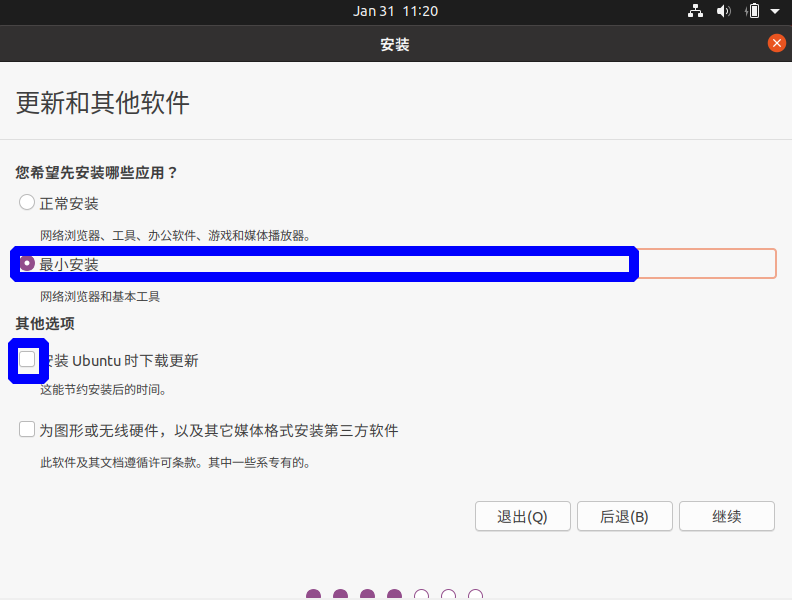 Jan 31 11:20
安装
更新和其他软件
您希望先安装哪些应用？
正常安装
网络浏览器、工具、办公软件、游戏和媒体播放器。
最小安装
网络浏览器和基本工具
其他选项
安装 Ubuntu 时下载更新
这能节约安装后的时间。
为图形或无线硬件，以及其它媒体格式安装第三方软件
此软件及其文档遵循许可条款。其中一些系专有的。
退出(Q) 后退(B) 继续